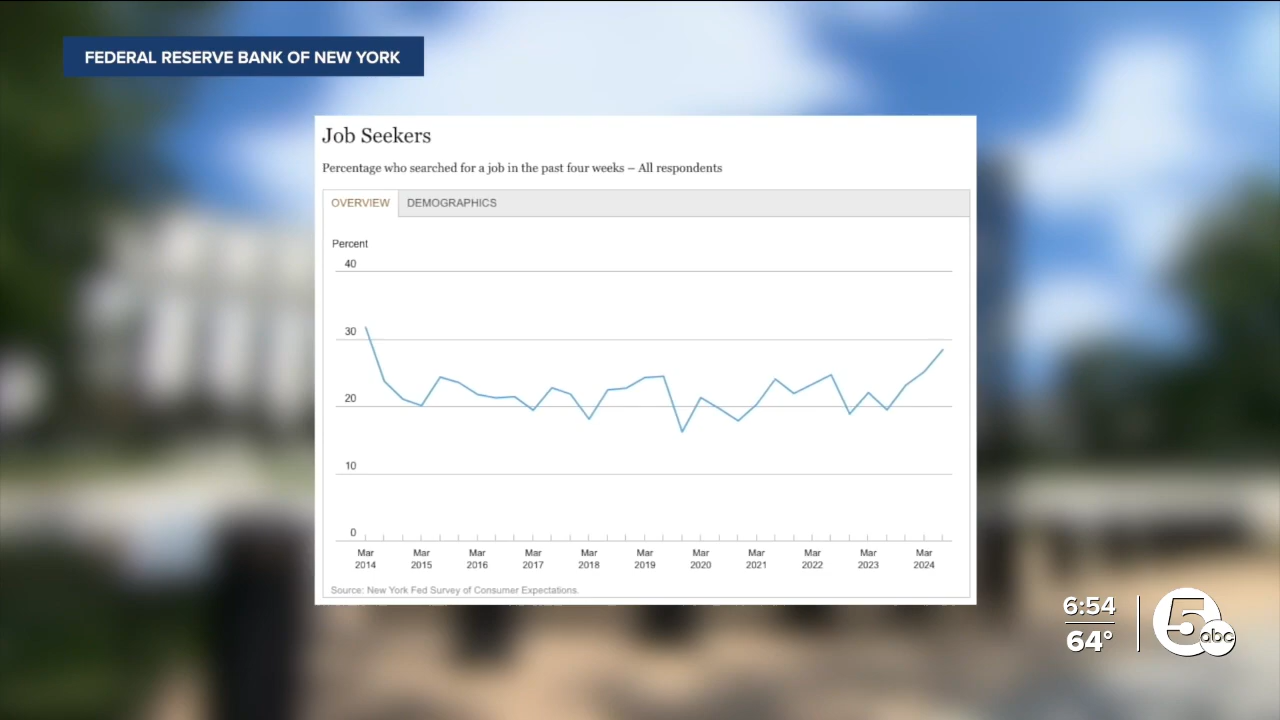 FEDERAL RESERVE BANK OF NEW YORK
Job Seekers
Percentage who searched for a job in the past four weeks – All respondents
OVERVIEW DEMOGRAPHICS
Percent
40
30
20
10
0
Mar Mar Mar Mar Mar Mar Mar Mar Mar Mar Mar
2014 2015 2016 2017 2018 2019 2020 2021 2022 2023 2024
Source: New York Fed Survey of Consumer Expectations.
6:54
64°
5
abc